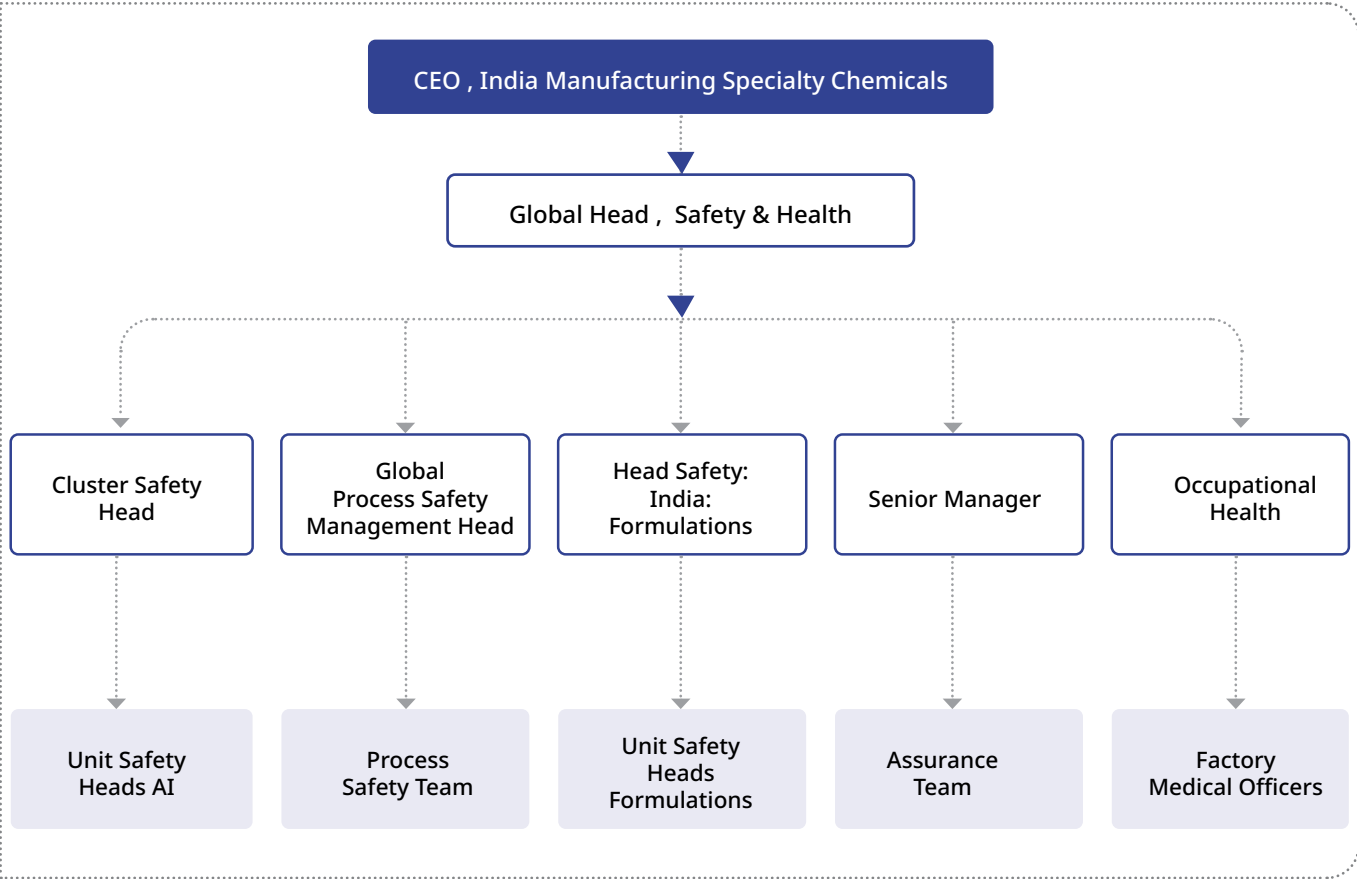 CEO , India Manufacturing Specialty Chemicals
Global Head ,  Safety & Health
Cluster Safety
Head
Global
Process Safety
Management Head
Head Safety:
India:
Formulations
Senior Manager
Occupational
Health
Unit Safety
Heads AI
Process
Safety Team
Unit Safety
Heads
Formulations
Assurance
Team
Factory
Medical Officers